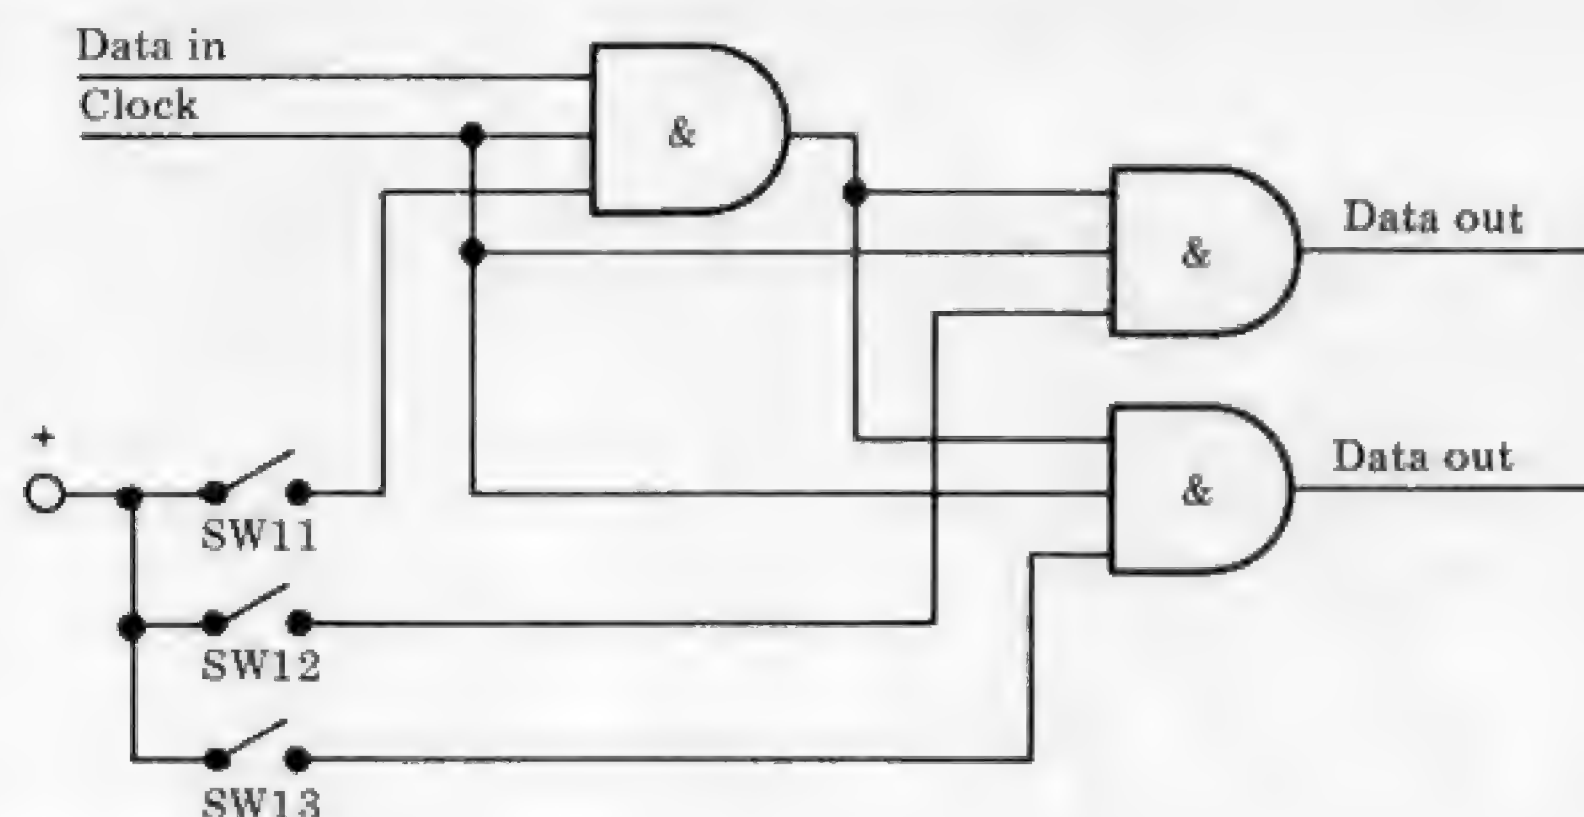 Data in
Clock
&
&
Data out
&
Data out
+
SW11
SW12
SW13